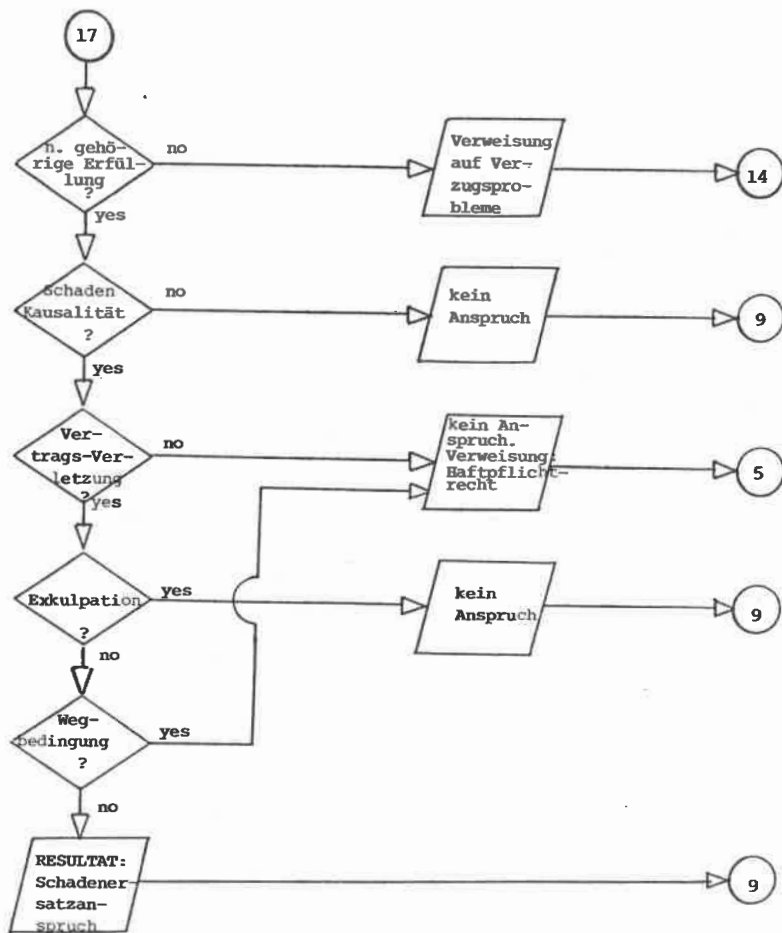 17
n. gehö-
rige Erfül-
llung
?
no
Verweisung
auf Ver-
zugspro-
bleme
14
yes
Schaden
Kausalität
?
no
kein
Anspruch
9
yes
Ver-
trags-Ver-
letzung
?
no
kein An-
spruch.
Verweisung:
Haftpflicht-
recht
5
yes
Exkulpation
?
yes
kein
Anspruch
9
no
Weg-
bedingung
?
yes
no
RESULTAT:
Schadener-
satzan-
spruch
9